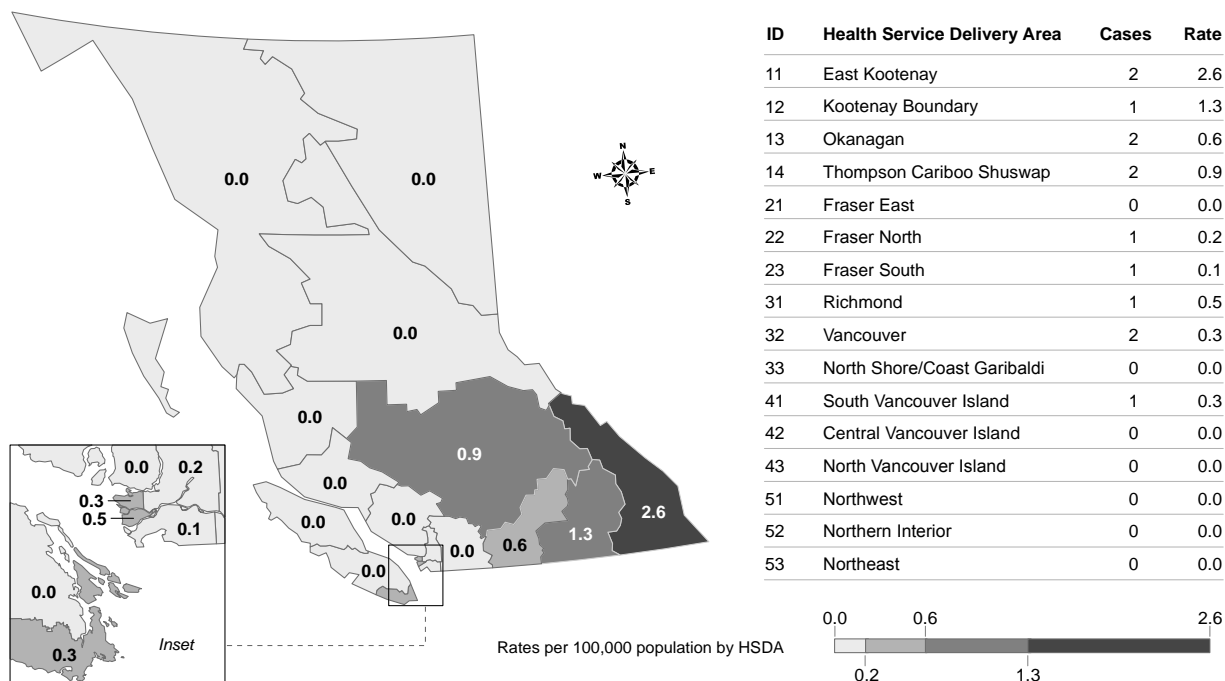 ID Health Service Delivery Area Cases Rate
11 East Kootenay 2 2.6
12 Kootenay Boundary 1 1.3
13 Okanagan 2 0.6
14 Thompson Cariboo Shuswap 2 0.9
21 Fraser East 0 0.0
22 Fraser North 1 0.2
23 Fraser South 1 0.1
31 Richmond 1 0.5
32 Vancouver 2 0.3
33 North Shore/Coast Garibaldi 0 0.0
41 South Vancouver Island 1 0.3
42 Central Vancouver Island 0 0.0
43 North Vancouver Island 0 0.0
51 Northwest 0 0.0
52 Northern Interior 0 0.0
53 Northeast 0 0.0
N
W E
S
0.0 0.0
0.0
0.0
0.9
0.0
0.0 0.0
2.6
1.3
0.6
0.0
0.0
0.0 0.2
0.3
0.5
0.1
0.0
0.3
Inset
Rates per 100,000 population by HSDA
0.0 0.6 2.6
0.2 1.3